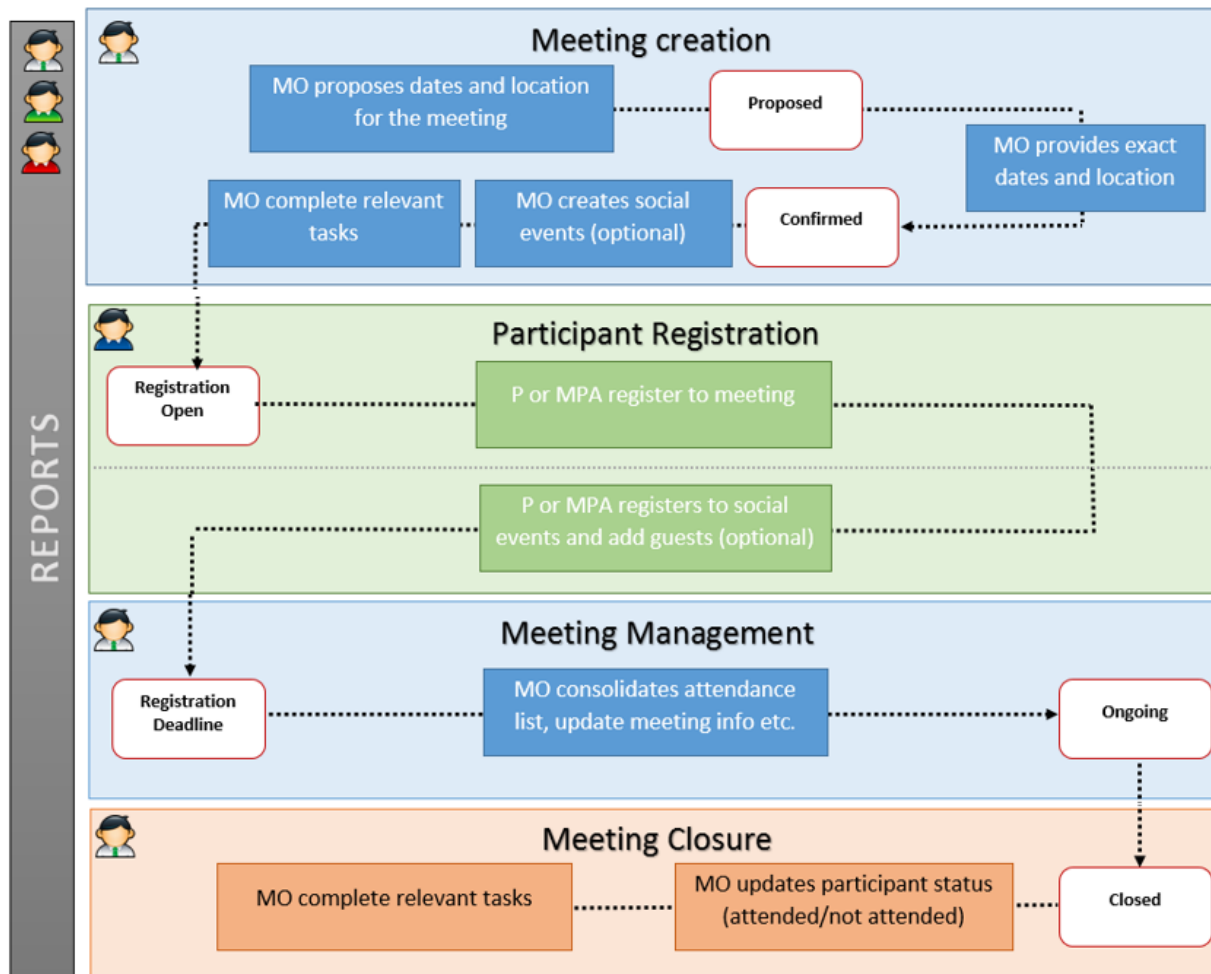 REPORTS
Meeting creation
MO proposes dates and location
for the meeting
Proposed
MO provides exact
dates and location
MO complete relevant
tasks
MO creates social
events (optional)
Confirmed
Participant Registration
Registration
Open
P or MPA register to meeting
P or MPA registers to social
events and add guests (optional)
Meeting Management
Registration
Deadline
MO consolidates attendance
list, update meeting info etc.
Ongoing
Meeting Closure
MO complete relevant tasks
MO updates participant status
(attended/not attended)
Closed